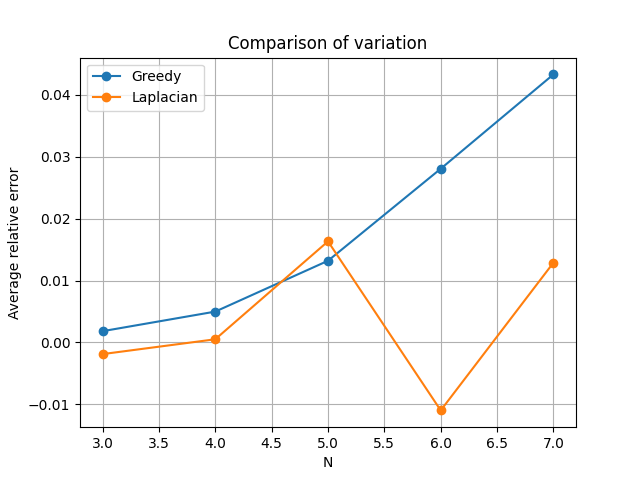 Comparison of variation
Greedy
Laplacian
Average relative error
0.04
0.03
0.02
0.01
0.00
−0.01
3.0 3.5 4.0 4.5 5.0 5.5 6.0 6.5 7.0
N